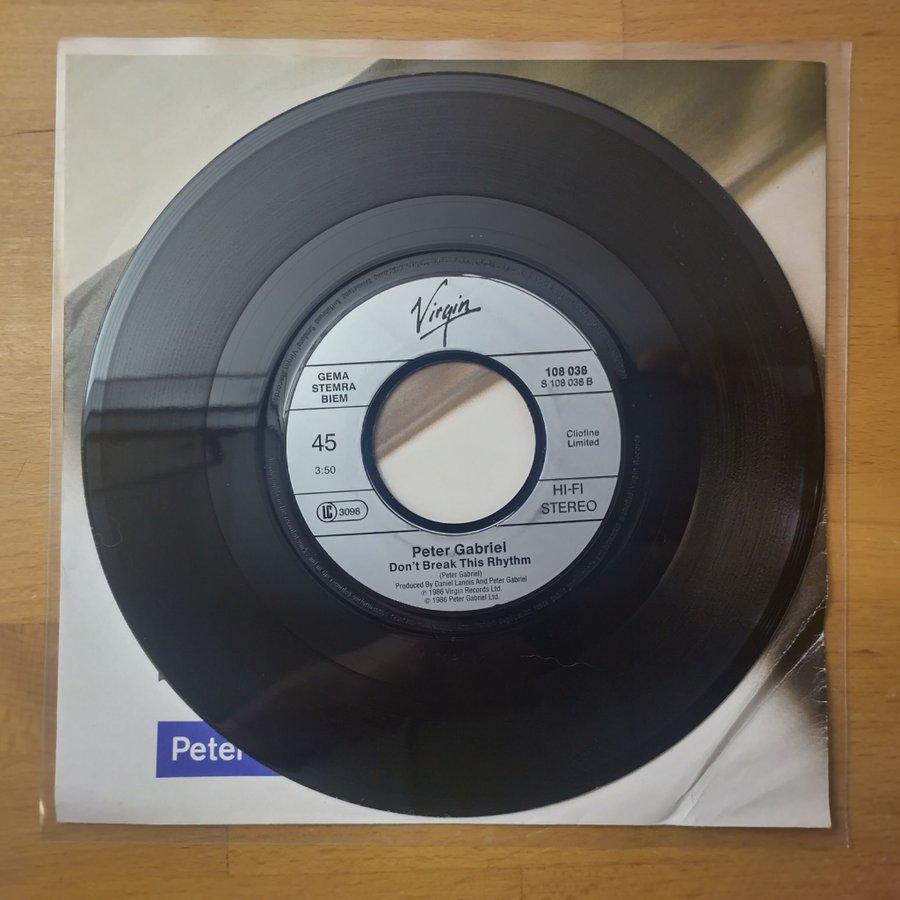 Virgin
GEMA
STEMRA
BIEM
108 038
S 108 038 B
45
3:50
Cliofine
Limited
LC 3098
HI-FI
STEREO
Peter Gabriel
Don't Break This Rhythm
(Peter Gabriel)
Produced By Daniel Lanois And Peter Gabriel
℗ 1986 Virgin Records Ltd.
© 1986 Peter Gabriel Ltd.
Peter